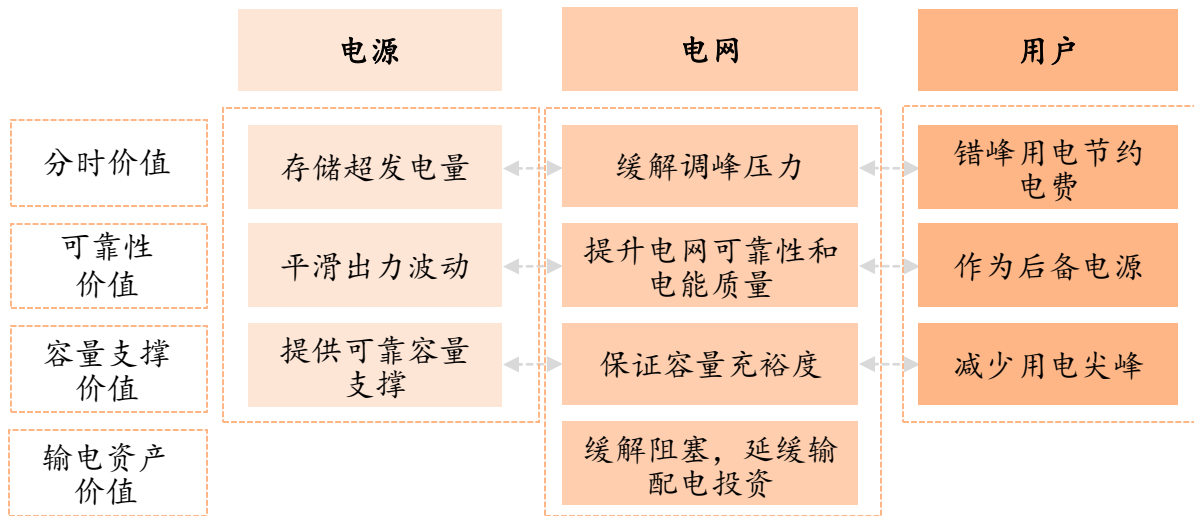 电源
电网
用户
分时价值
存储超发电量
缓解调峰压力
错峰用电节约
电费
可靠性
价值
平滑出力波动
提升电网可靠性和
电能质量
作为后备电源
容量支撑
价值
提供可靠容量
支撑
保证容量充裕度
减少用电尖峰
输电资产
价值
缓解阻塞，延缓输
配电投资